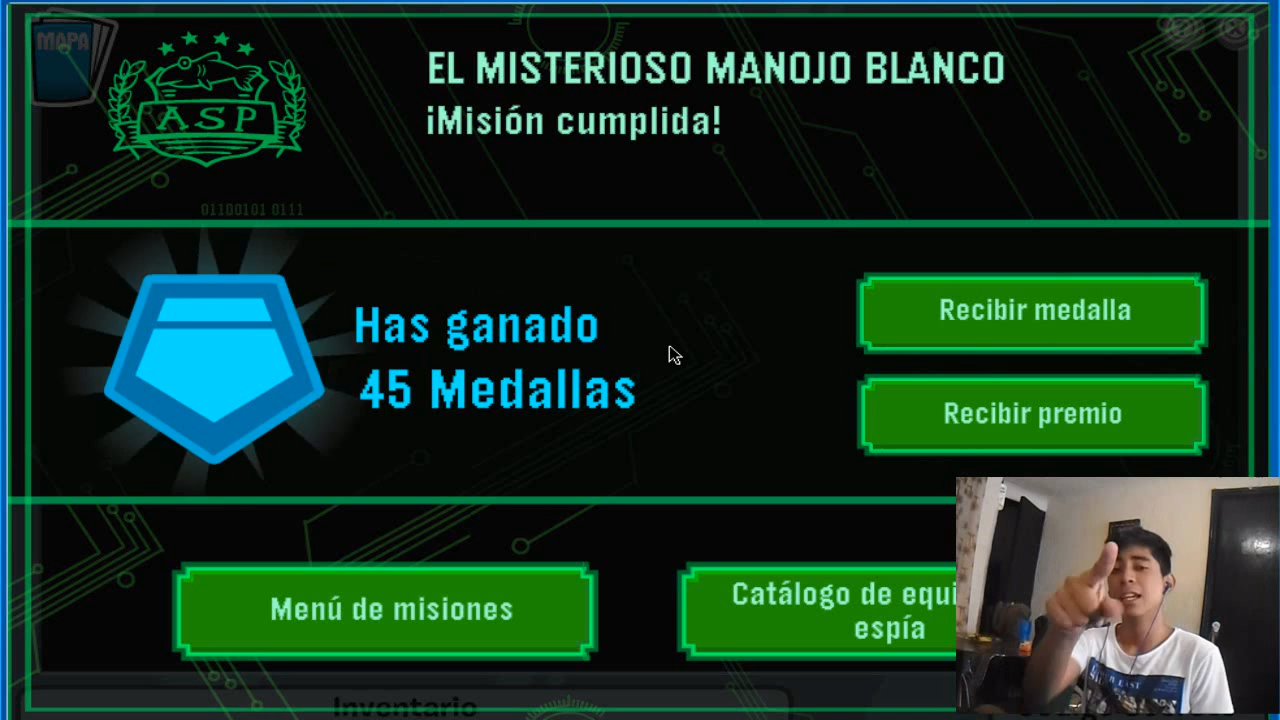 MAPA
EL MISTERIOSO MANOJO BLANCO
¡Misión cumplida!
ASP
01100101 0111
Has ganado
45 Medallas
Recibir medalla
Recibir premio
Menú de misiones
Catálogo de equi
espía
Inventario